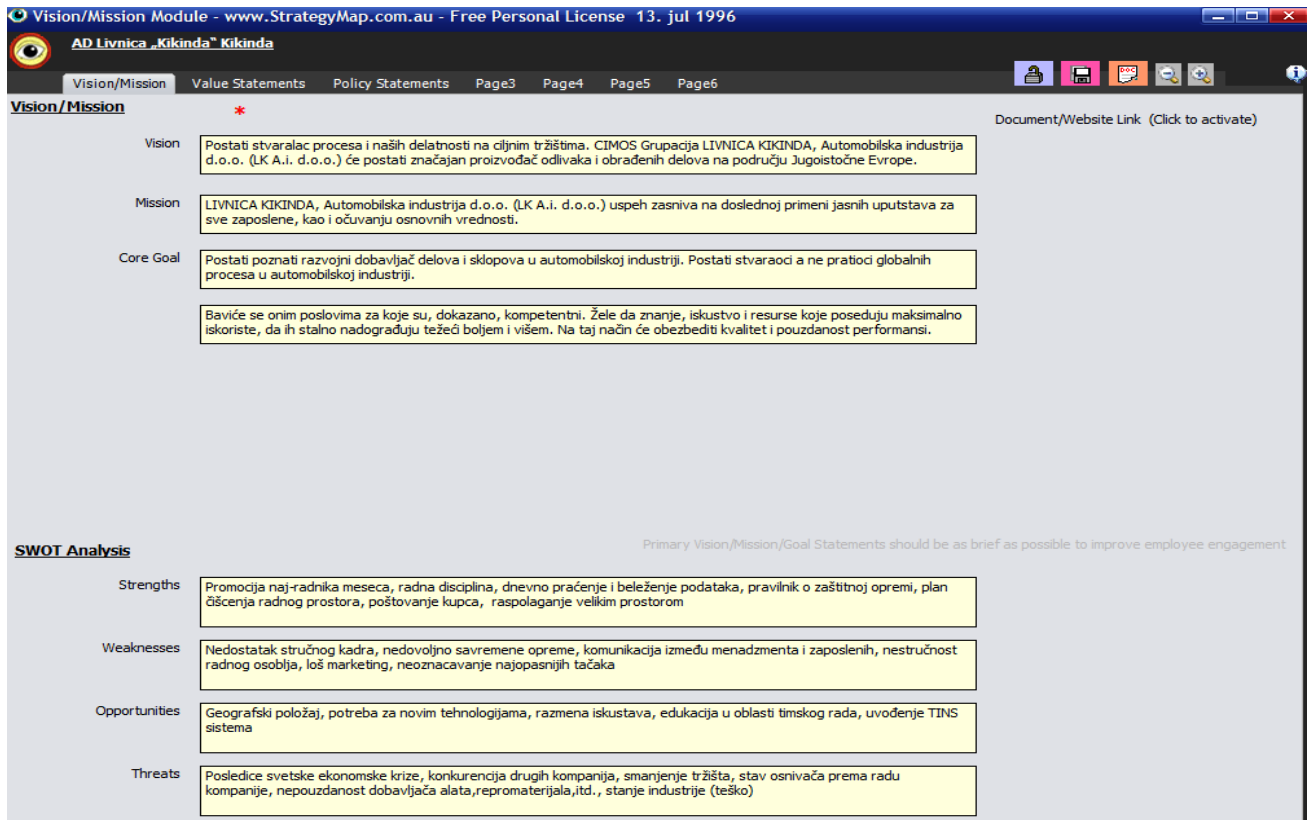 Vision/Mission Module - www.StrategyMap.com.au - Free Personal License 13. jul 1996
AD Livnica „Kikinda" Kikinda
Vision/Mission Value Statements Policy Statements Page3 Page4 Page5 Page6
Vision/Mission
*
Document/Website Link (Click to activate)
Vision
Postati stvaralac procesa i naših delatnosti na ciljnim tržištima. CIMOS Grupacija LIVNICA KIKINDA, Automobilska industrija
d.o.o. (LK A.i. d.o.o.) će postati značajan proizvođač odlivaka i obrađenih delova na području Jugoistočne Evrope.
Mission
LIVNICA KIKINDA, Automobilska industrija d.o.o. (LK A.i. d.o.o.) uspeh zasniva na doslednoj primeni jasnih uputstava za
sve zaposlene, kao i očuvanju osnovnih vrednosti.
Core Goal
Postati poznati razvojni dobavljač delova i sklopova u automobilskoj industriji. Postati stvaraoci a ne pratioci globalnih
procesa u automobilskoj industriji.
Baviće se onim poslovima za koje su, dokazano, kompetentni. Žele da znanje, iskustvo i resurse koje poseduju maksimalno
iskoriste, da ih stalno nadograđuju težeći boljem i višem. Na taj način će obezbediti kvalitet i pouzdanost performansi.
Primary Vision/Mission/Goal Statements should be as brief as possible to improve employee engagement
SWOT Analysis
Strengths
Promocija naj-radnika meseca, radna disciplina, dnevno praćenje i beleženje podataka, pravilnik o zaštitnoj opremi, plan
čišcenja radnog prostora, poštovanje kupca, raspolaganje velikim prostorom
Weaknesses
Nedostatak stručnog kadra, nedovoljno savremene opreme, komunikacija između menadzmenta i zaposlenih, nestručnost
radnog osoblja, loš marketing, neoznacavanje najopasnijih tačaka
Opportunities
Geografski položaj, potreba za novim tehnologijama, razmena iskustava, edukacija u oblasti timskog rada, uvođenje TINS
sistema
Threats
Posledice svetske ekonomske krize, konkurencija drugih kompanija, smanjenje tržišta, stav osnivača prema radu
kompanije, nepouzdanost dobavljača alata,repromaterijala,itd., stanje industrije (teško)